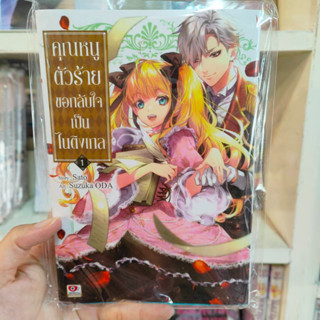 คุณหนู
ตัวร้าย
ขอกลับใจ
เป็น
ไนติงเกล
1
Sato
Suzuka ODA